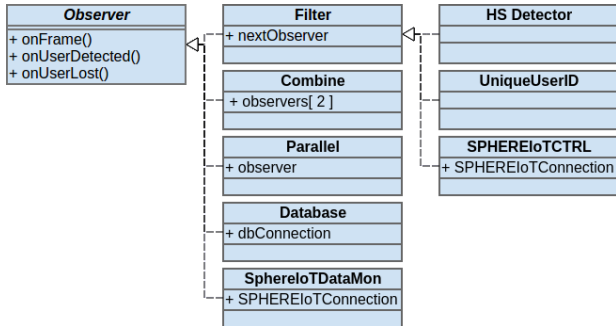 Observer
+ onFrame()
+ onUserDetected()
+ onUserLost()
Filter
+ nextObserver
Combine
+ observers[ 2 ]
Parallel
+ observer
Database
+ dbConnection
SphereIoTDataMon
+ SPHEREIoTConnection
HS Detector
UniqueUserID
SPHEREIoTCTRL
+ SPHEREIoTConnection